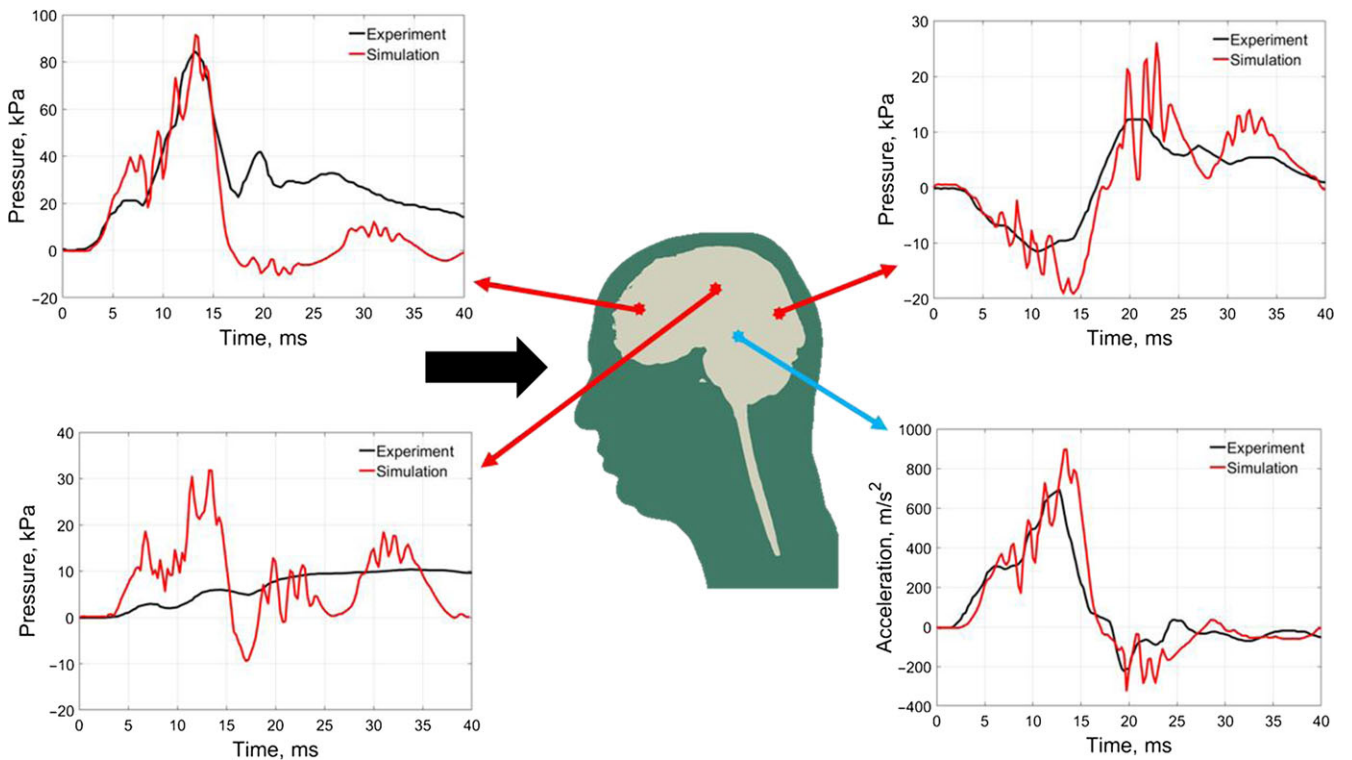 100
80
60
40
20
0
−20
Pressure, kPa
Experiment
Simulation
0 5 10 15 20 25 30 35 40
Time, ms
30
20
10
0
−10
−20
Pressure, kPa
Experiment
Simulation
0 5 10 15 20 25 30 35 40
Time, ms
40
30
20
10
0
−10
−20
Pressure, kPa
Experiment
Simulation
0 5 10 15 20 25 30 35 40
Time, ms
1000
800
600
400
200
0
−200
−400
Acceleration, m/s²
Experiment
Simulation
0 5 10 15 20 25 30 35 40
Time, ms